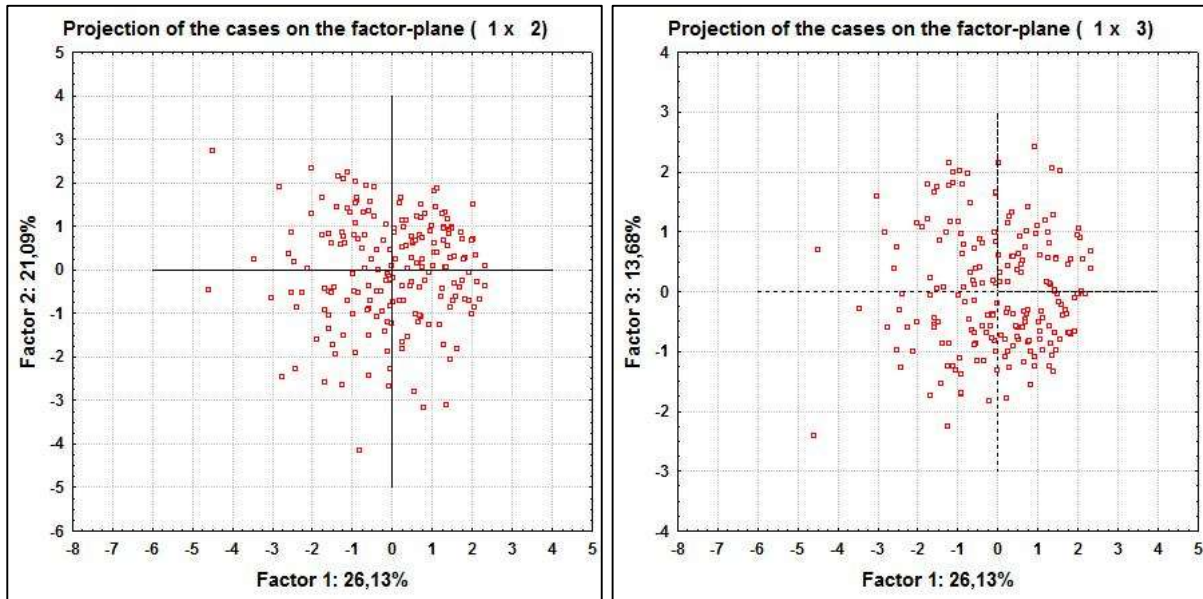 Projection of the cases on the factor-plane ( 1 x 2)
5
4
3
2
1
0
-1
-2
-3
-4
-5
-6
Factor 2: 21,09%
-8 -7 -6 -5 -4 -3 -2 -1 0 1 2 3 4 5
Factor 1: 26,13%
Projection of the cases on the factor-plane ( 1 x 3)
4
3
2
1
0
-1
-2
-3
-4
Factor 3: 13,68%
-8 -7 -6 -5 -4 -3 -2 -1 0 1 2 3 4 5
Factor 1: 26,13%